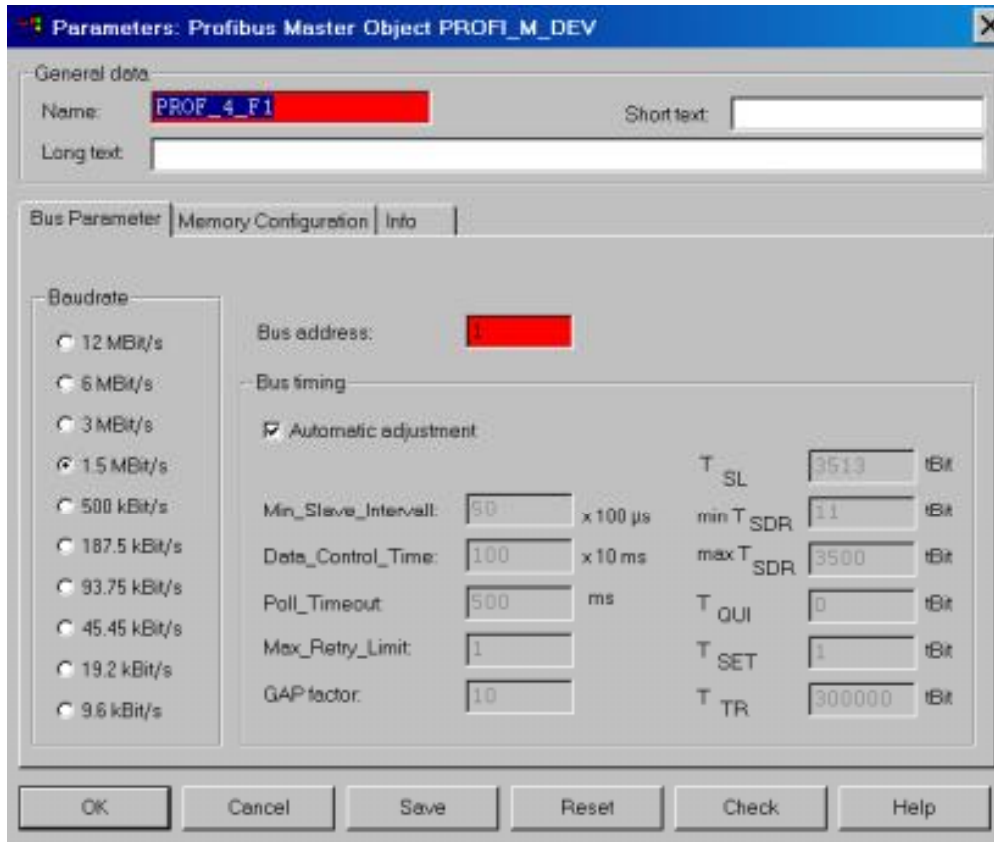 Parameters: Profibus Master Object PROFI_M_DEV
General data
Name: PROF_4_F1 Short text:
Long text:
Bus Parameter Memory Configuration Info
Baudrate
12 MBit/s
6 MBit/s
3 MBit/s
1.5 MBit/s
500 kBit/s
187.5 kBit/s
93.75 kBit/s
45.45 kBit/s
19.2 kBit/s
9.6 kBit/s
Bus address: 1
Bus timing
Automatic adjustment
Min_Slave_Intervall: 50 x 100 µs
Data_Control_Time: 100 x 10 ms
Poll_Timeout: 500 ms
Max_Retry_Limit: 1
GAP factor: 10
T SL 3513 tBit
min T SDR 11 tBit
max T SDR 3500 tBit
T QUI 0 tBit
T SET 1 tBit
T TR 300000 tBit
OK Cancel Save Reset Check Help